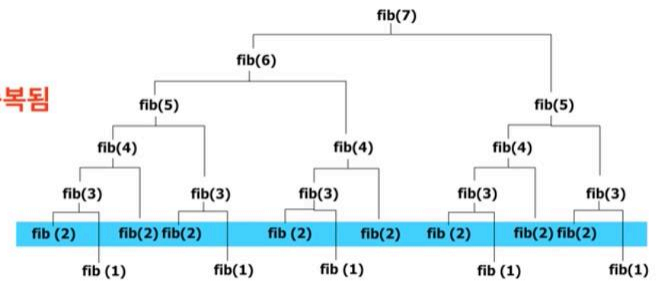 fib(7)
fib(6)
복됨
fib(5) fib(5)
fib(4) fib(4) fib(4)
fib(3) fib(3) fib(3) fib(3) fib(3)
fib (2) fib(2) fib(2) fib (2) fib(2) fib (2) fib(2) fib(2)
fib (1) fib(1) fib (1) fib (1) fib(1)